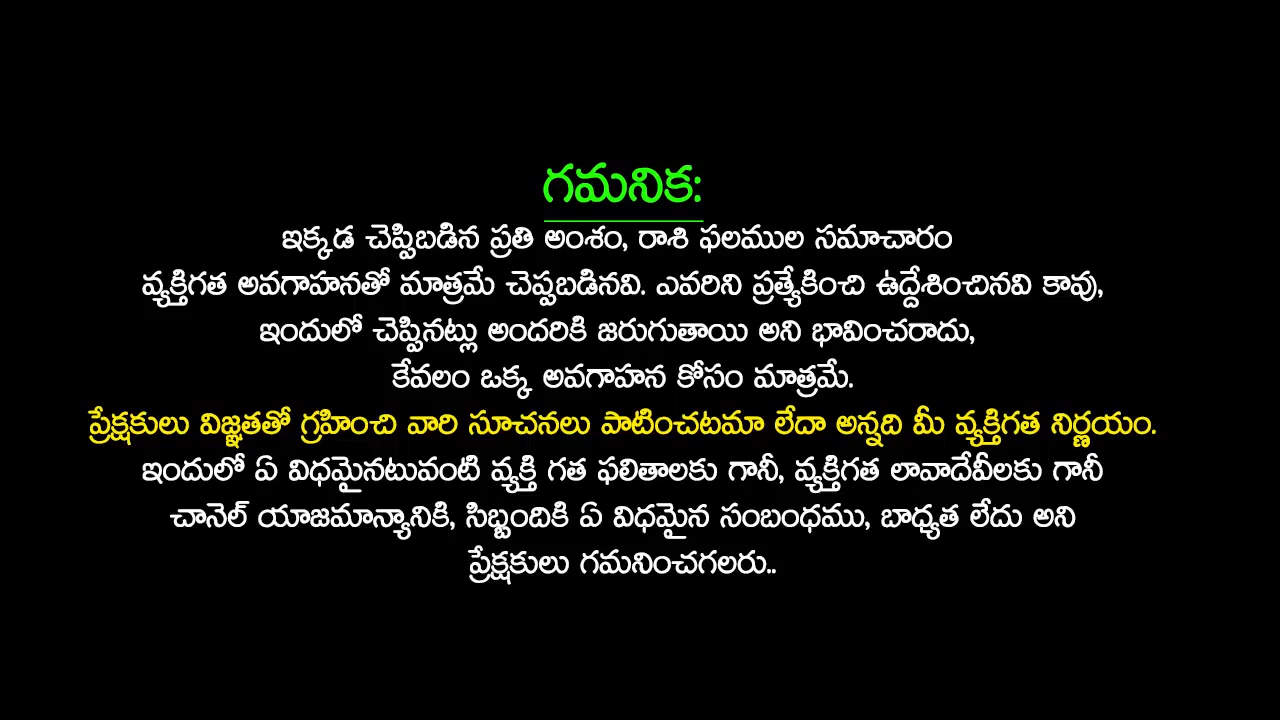 గమనిక:
ఇక్కడ చెప్పిబడిన ప్రతి అంశం, రాశి ఫలముల సమాచారం
వ్యక్తిగత అవగాహనతో మాత్రమే చెప్పబడినవి. ఎవరిని ప్రత్యేకించి ఉద్దేశించినవి కావు,
ఇందులో చెప్పినట్లు అందరికి జరుగుతాయి అని భావించరాదు,
కేవలం ఒక్క అవగాహన కోసం మాత్రమే.
ప్రేక్షకులు విజ్ఞతతో గ్రహించి వారి సూచనలు పాటించటమా లేదా అన్నది మీ వ్యక్తిగత నిర్ణయం.
ఇందులో ఏ విధమైనటువంటి వ్యక్తి గత ఫలితాలకు గానీ, వ్యక్తిగత లావాదేవీలకు గానీ
చానెల్ యాజమాన్యానికి, సిబ్బందికి ఏ విధమైన సంబంధము, బాధ్యత లేదు అని
ప్రేక్షకులు గమనించగలరు..